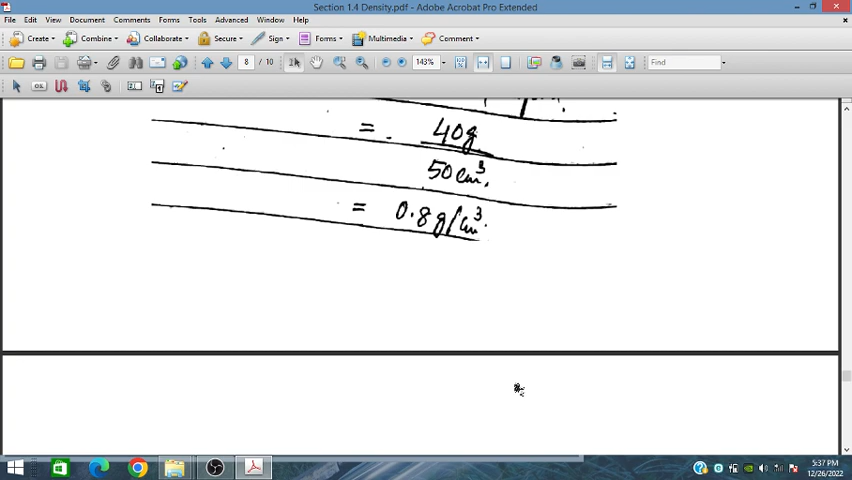 Section 1.4 Density.pdf - Adobe Acrobat Pro Extended
File Edit View Document Comments Forms Tools Advanced Window Help
Create Combine Collaborate Secure Sign Forms Multimedia Comment
8 / 10 143% Find
= 40g
50cm³.
= 0.8g/cm³.
5:37 PM
12/26/2022